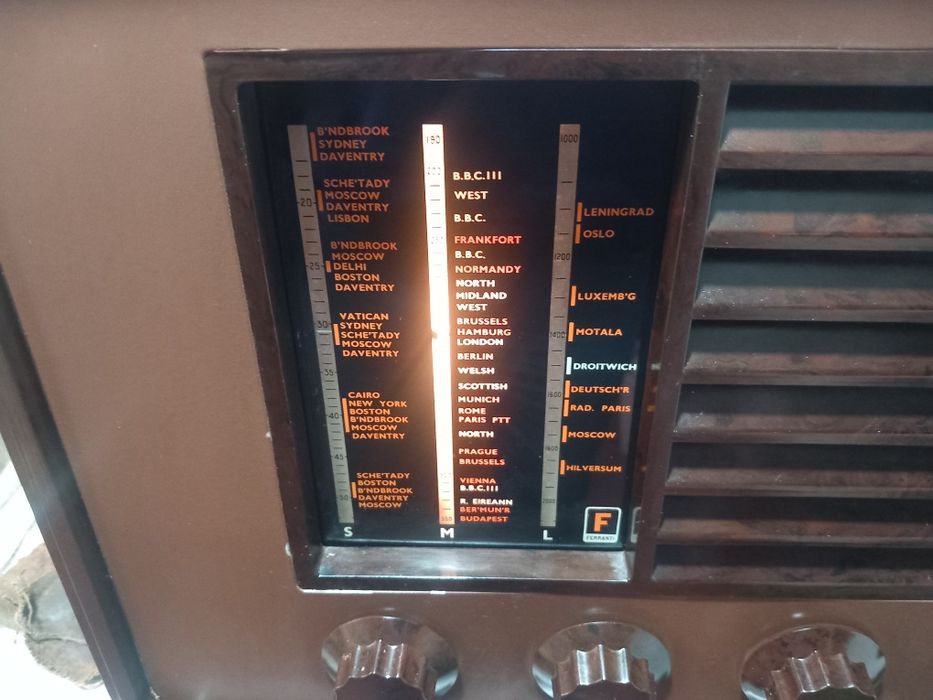 B'NDBROOK
SYDNEY
DAVENTRY
SCHE'TADY
MOSCOW
DAVENTRY
LISBON
B'NDBROOK
MOSCOW
DELHI
BOSTON
DAVENTRY
VATICAN
SYDNEY
SCHE'TADY
MOSCOW
DAVENTRY
CAIRO
NEW YORK
BOSTON
B'NDBROOK
MOSCOW
DAVENTRY
SCHE'TADY
BOSTON
B'NDBROOK
DAVENTRY
MOSCOW
20
25
30
35
40
45
50
S
190
200
250
550
M
B.B.C.III
WEST
B.B.C.
FRANKFORT
B.B.C.
NORMANDY
NORTH
MIDLAND
WEST
BRUSSELS
HAMBURG
LONDON
BERLIN
WELSH
SCOTTISH
MUNICH
ROME
PARIS PTT
NORTH
PRAGUE
BRUSSELS
VIENNA
B.B.C.III
R. EIREANN
BER'MUN'R
BUDAPEST
1000
1200
1400
1600
1800
2000
L
LENINGRAD
OSLO
LUXEMB'G
MOTALA
DROITWICH
DEUTSCH'R
RAD. PARIS
MOSCOW
HILVERSUM
F
FERRANTI